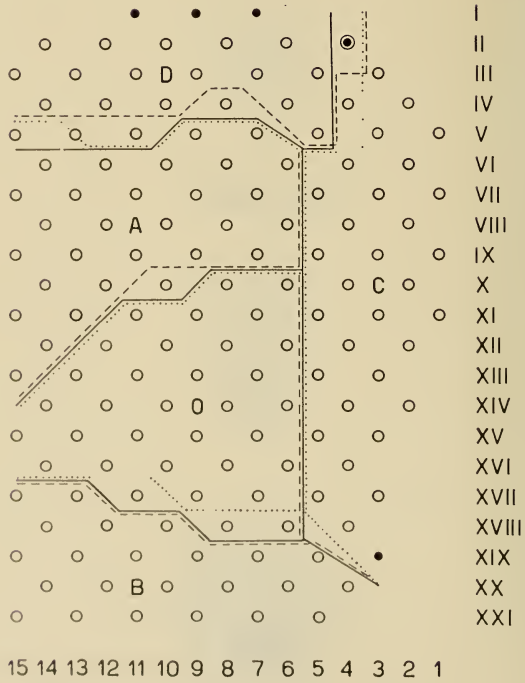 I
II
D III
IV
V
VI
VII
A VIII
IX
C X
XI
XII
XIII
O XIV
XV
XVI
XVII
XVIII
XIX
B XX
XXI
15 14 13 12 11 10 9 8 7 6 5 4 3 2 1